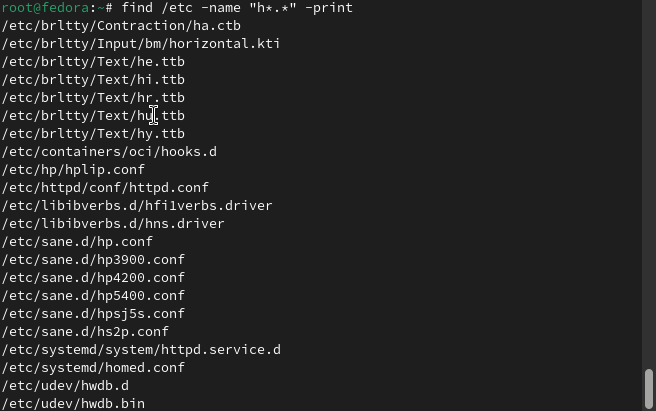 root@fedora:~# find /etc -name "h*.*" -print
/etc/brltty/Contraction/ha.ctb
/etc/brltty/Input/bm/horizontal.kti
/etc/brltty/Text/he.ttb
/etc/brltty/Text/hi.ttb
/etc/brltty/Text/hr.ttb
/etc/brltty/Text/hu.ttb
/etc/brltty/Text/hy.ttb
/etc/containers/oci/hooks.d
/etc/hp/hplip.conf
/etc/httpd/conf/httpd.conf
/etc/libibverbs.d/hfi1verbs.driver
/etc/libibverbs.d/hns.driver
/etc/sane.d/hp.conf
/etc/sane.d/hp3900.conf
/etc/sane.d/hp4200.conf
/etc/sane.d/hp5400.conf
/etc/sane.d/hpsj5s.conf
/etc/sane.d/hs2p.conf
/etc/systemd/system/httpd.service.d
/etc/systemd/homed.conf
/etc/udev/hwdb.d
/etc/udev/hwdb.bin